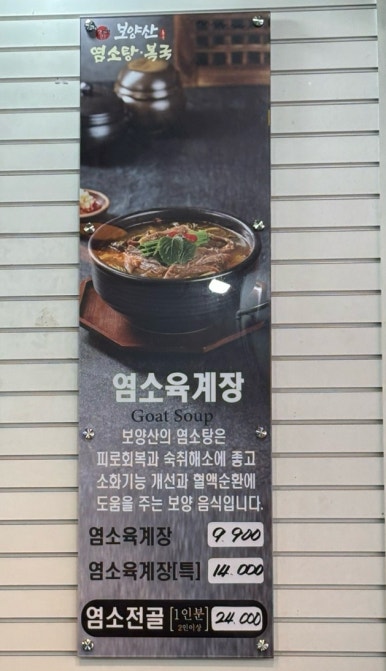 보양산
염소탕·복국
염소육계장
Goat Soup
보양산의 염소탕은
피로회복과 숙취해소에 좋고
소화기능 개선과 혈액순환에
도움을 주는 보양 음식입니다.
염소육계장 9.900
염소육계장[특] 14.000
염소전골 [1인분] 24.000
2인이상